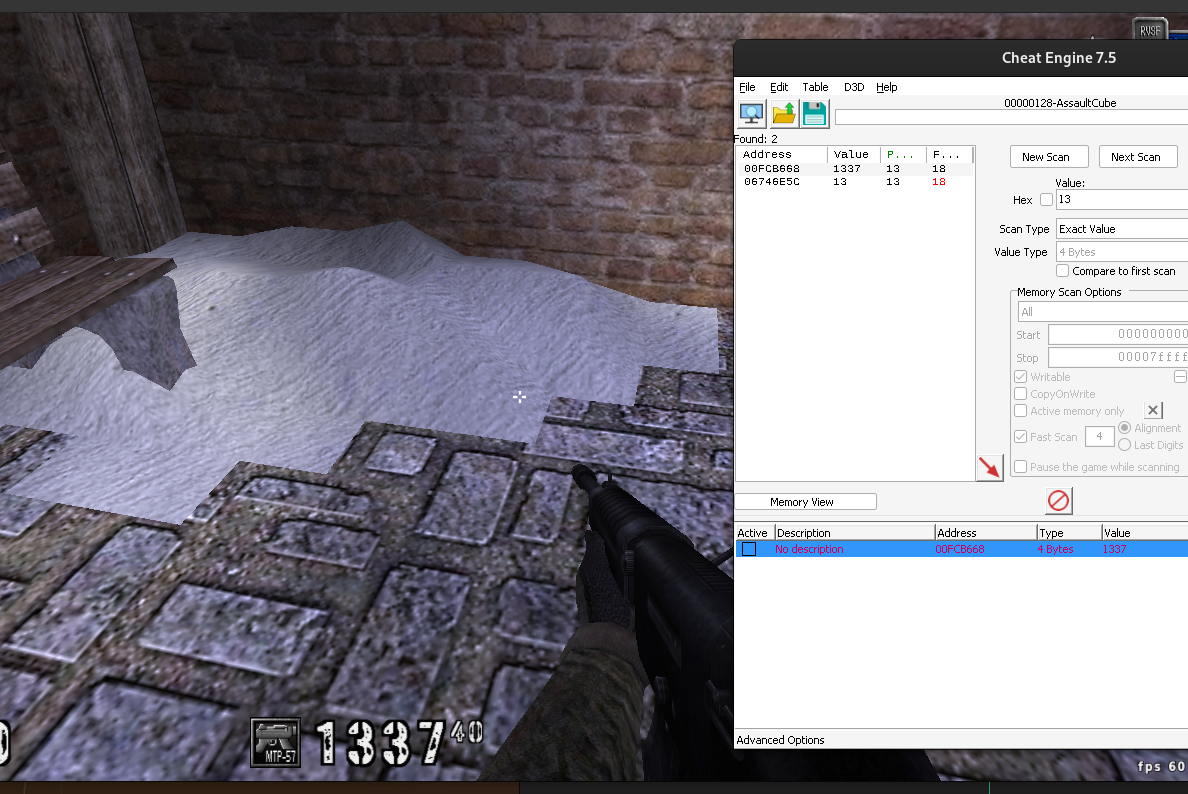 RVSF
Cheat Engine 7.5
File Edit Table D3D Help
00000128-AssaultCube
Found: 2
Address Value P... F...
00FCB668 1337 13 18
06746E5C 13 13 18
New Scan Next Scan
Value:
Hex 13
Scan Type Exact Value
Value Type 4 Bytes
Compare to first scan
Memory Scan Options
All
Start 000000000
Stop 00007ffff
Writable
CopyOnWrite
Active memory only
Fast Scan 4 Alignment
Last Digits
Pause the game while scanning
Memory View
Active Description Address Type Value
No description 00FCB668 4 Bytes 1337
Advanced Options
MTP-57 1337 40
fps 60